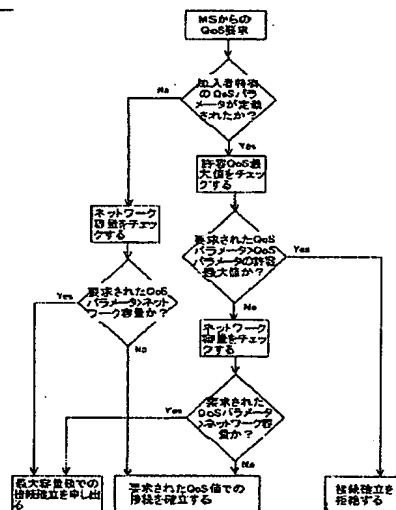 MSからの
QoS要求
加入者特有
のQoSパラ
メータが定義
されたか?
No
Yes
許容QoS最
大値をチェッ
クする
ネットワーク
容量をチェック
する
要求されたQoS
パラメータ>QoS
パラメータの許容
最大値か?
Yes
No
要求されたQoS
パラメータ>ネット
ワーク容量か?
Yes
No
ネットワーク
容量をチェッ
クする
要求された
QoSパラメータ
>ネットワーク容
量か?
Yes
No
最大容量値での
接続確立を申し出
る
要求されたQoS値での
接続を確立する
接続確立を
拒絶する